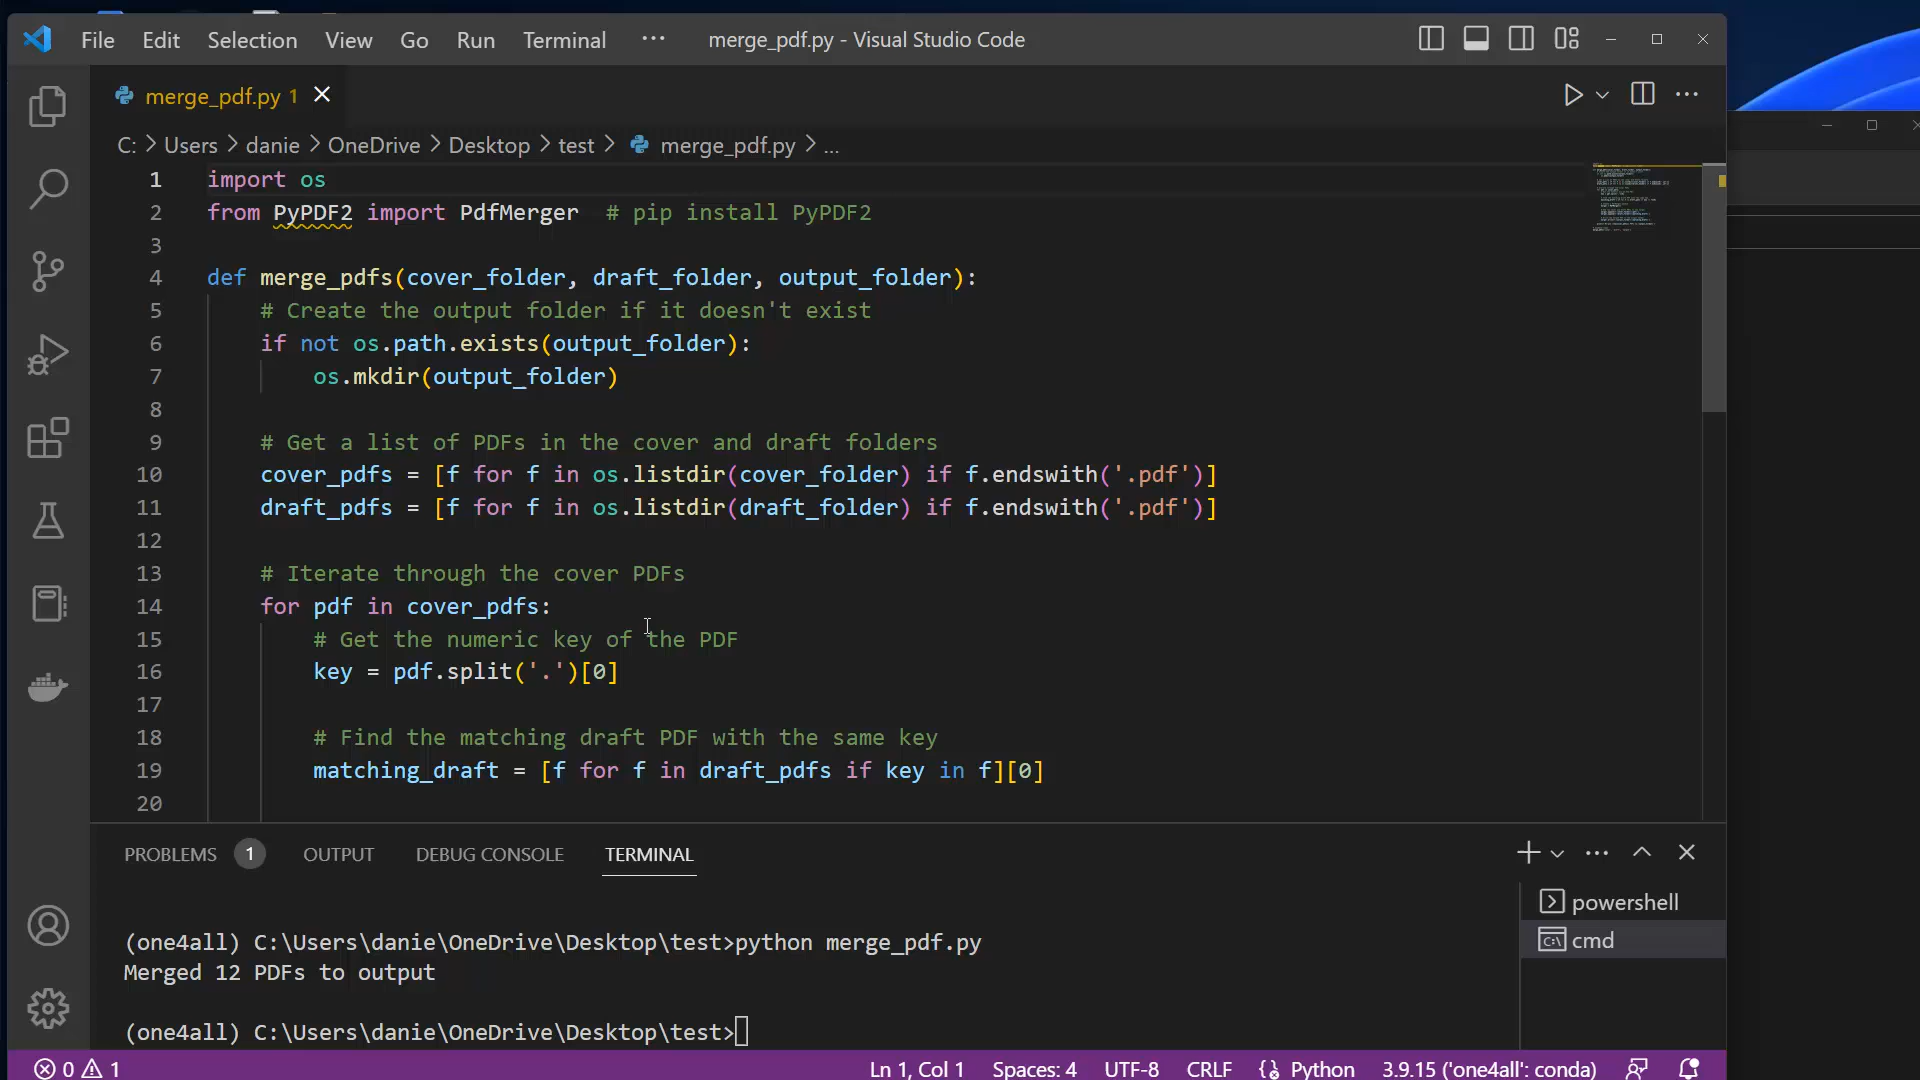 File Edit Selection View Go Run Terminal ··· merge_pdf.py - Visual Studio Code
merge_pdf.py 1
C: > Users > danie > OneDrive > Desktop > test > merge_pdf.py > ...
1 import os
2 from PyPDF2 import PdfMerger  # pip install PyPDF2
3
4 def merge_pdfs(cover_folder, draft_folder, output_folder):
5     # Create the output folder if it doesn't exist
6     if not os.path.exists(output_folder):
7         os.mkdir(output_folder)
8
9     # Get a list of PDFs in the cover and draft folders
10     cover_pdfs = [f for f in os.listdir(cover_folder) if f.endswith('.pdf')]
11     draft_pdfs = [f for f in os.listdir(draft_folder) if f.endswith('.pdf')]
12
13     # Iterate through the cover PDFs
14     for pdf in cover_pdfs:
15         # Get the numeric key of the PDF
16         key = pdf.split('.')[0]
17
18         # Find the matching draft PDF with the same key
19         matching_draft = [f for f in draft_pdfs if key in f][0]
20
PROBLEMS 1 OUTPUT DEBUG CONSOLE TERMINAL
powershell
cmd
(one4all) C:\Users\danie\OneDrive\Desktop\test>python merge_pdf.py
Merged 12 PDFs to output
(one4all) C:\Users\danie\OneDrive\Desktop\test>
0 1 Ln 1, Col 1 Spaces: 4 UTF-8 CRLF Python 3.9.15 ('one4all': conda)